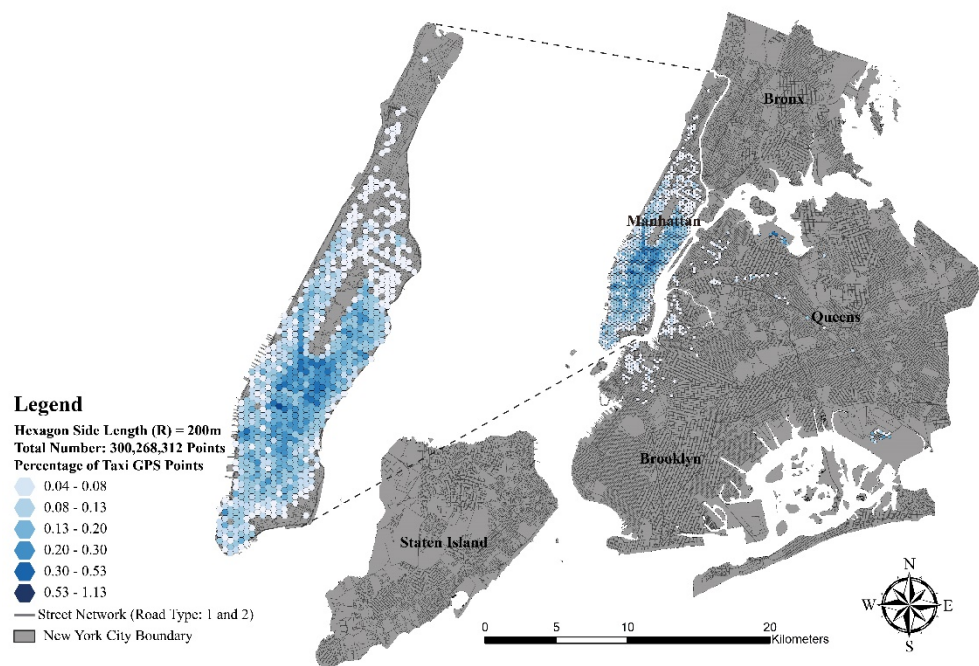 Bronx
Manhattan
Queens
Brooklyn
Staten Island
Legend
Hexagon Side Length (R) = 200m
Total Number: 300,268,312 Points
Percentage of Taxi GPS Points
0.04 - 0.08
0.08 - 0.13
0.13 - 0.20
0.20 - 0.30
0.30 - 0.53
0.53 - 1.13
Street Network (Road Type: 1 and 2)
New York City Boundary
N
W E
S
0 5 10 20
Kilometers